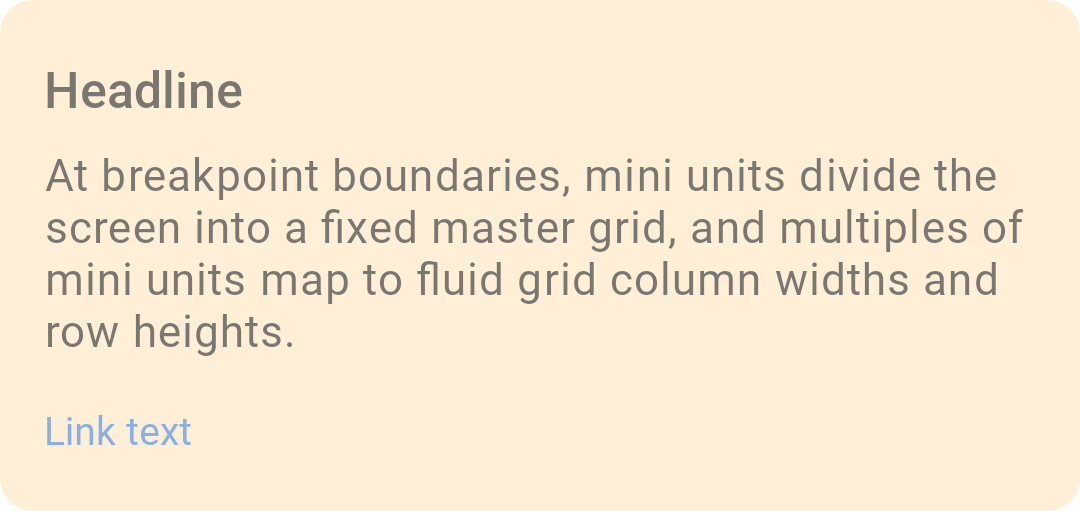 Headline
At breakpoint boundaries, mini units divide the
screen into a fixed master grid, and multiples of
mini units map to fluid grid column widths and
row heights.
Link text